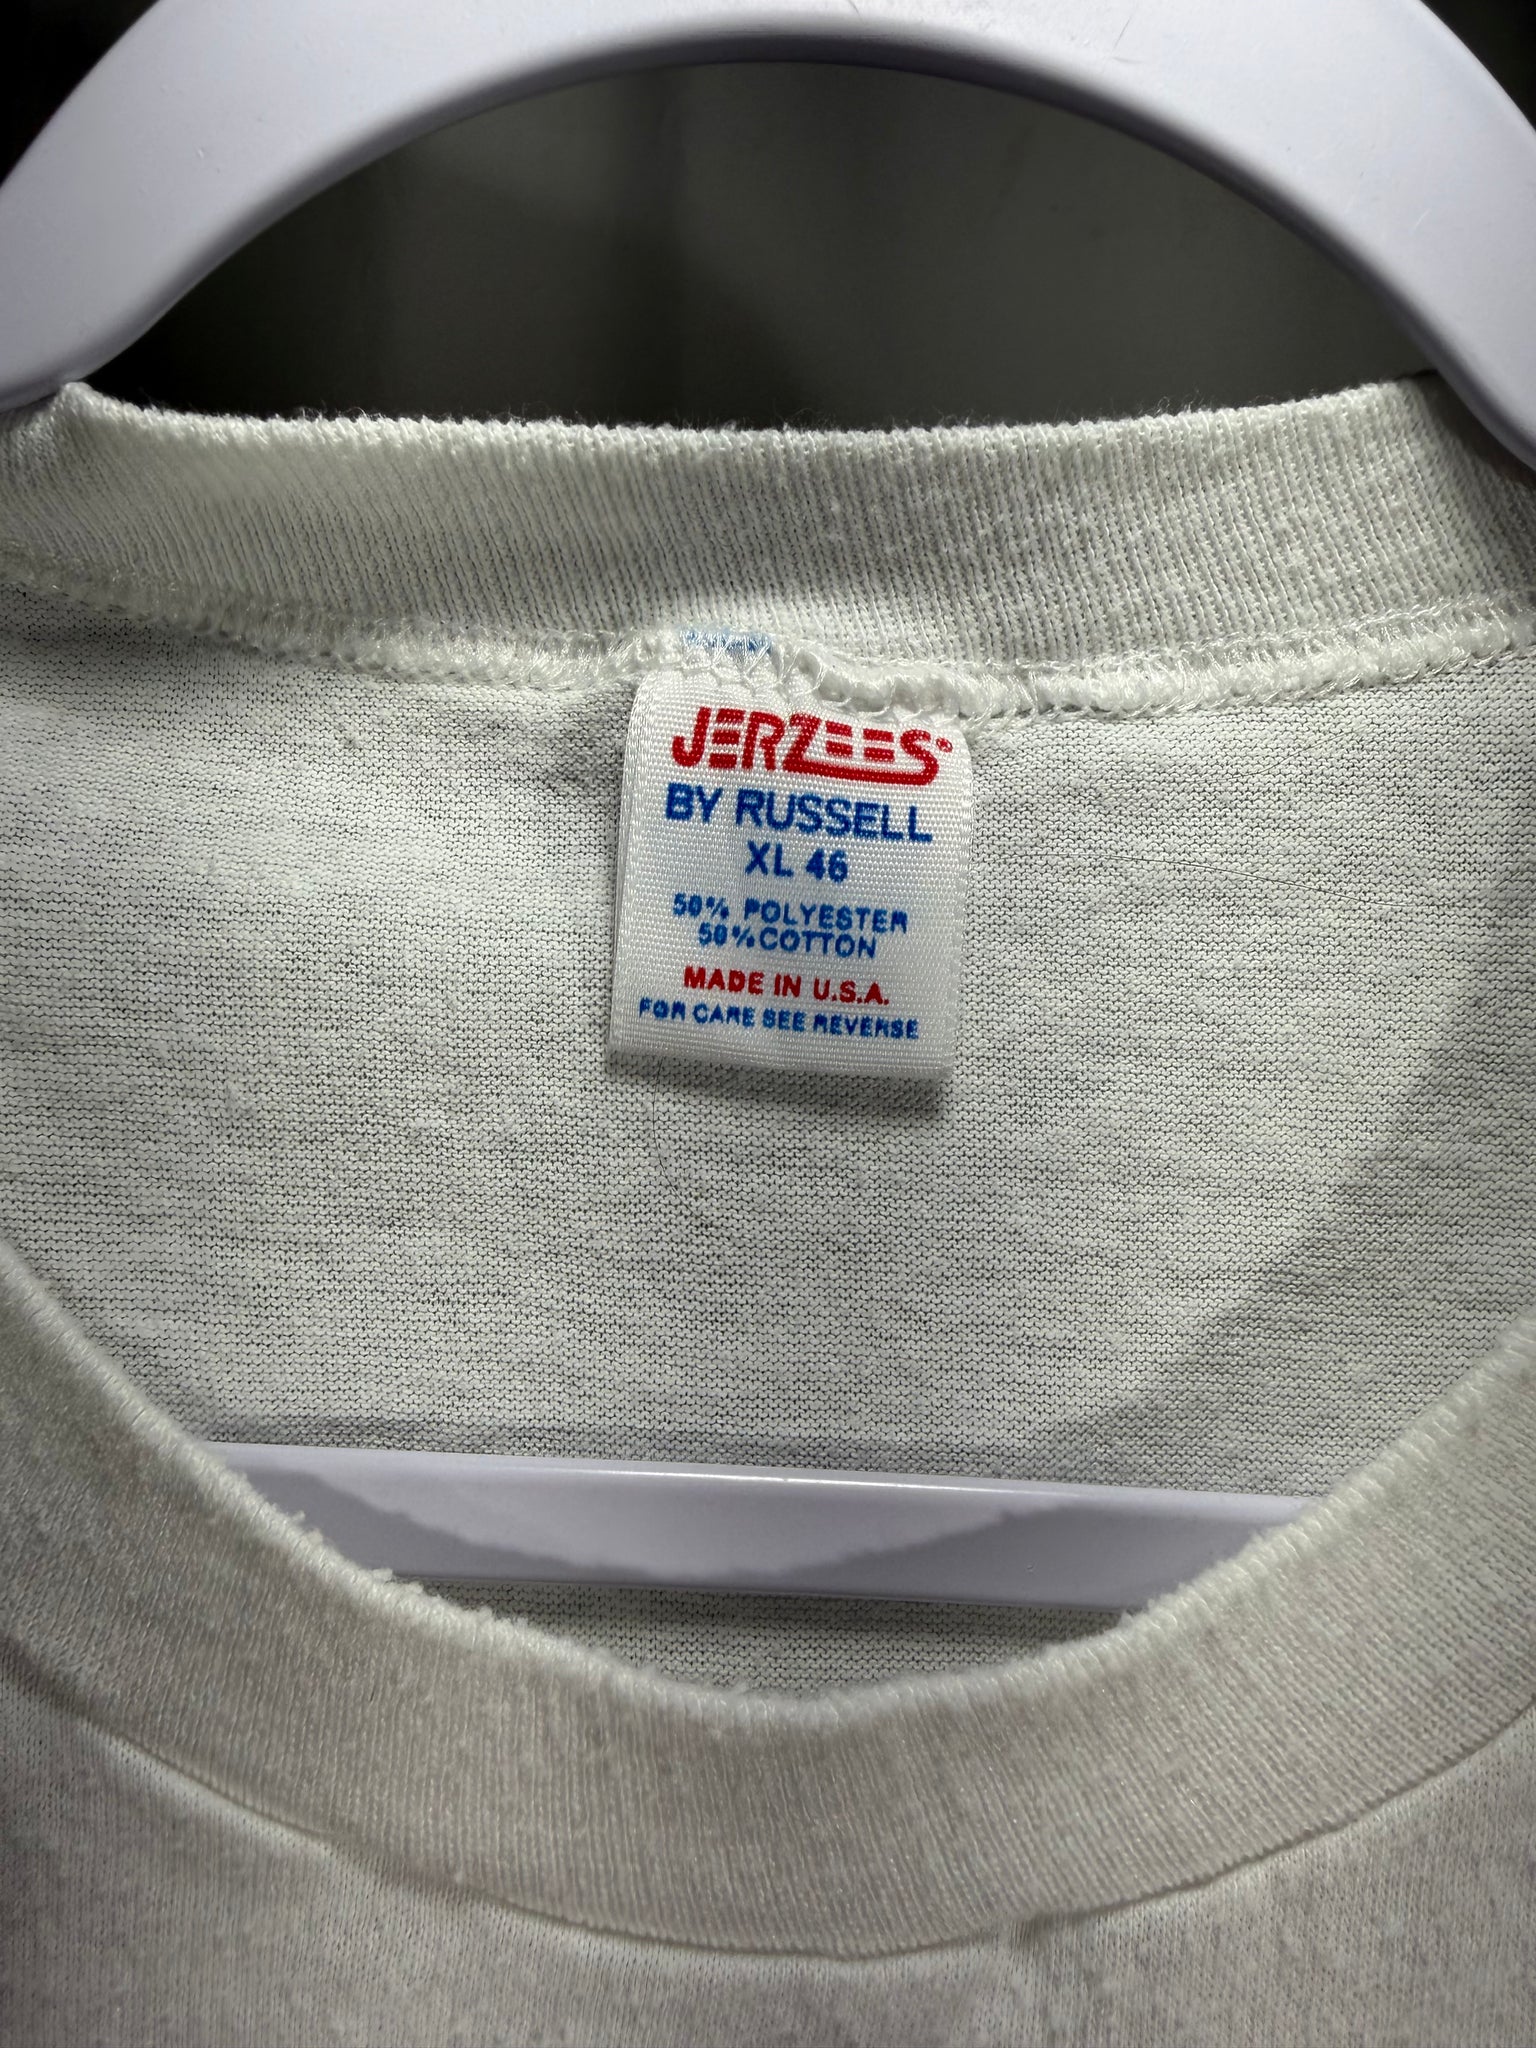 JERZEES®
BY RUSSELL
XL 46
50% POLYESTER
50% COTTON
MADE IN U.S.A.
FOR CARE SEE REVERSE